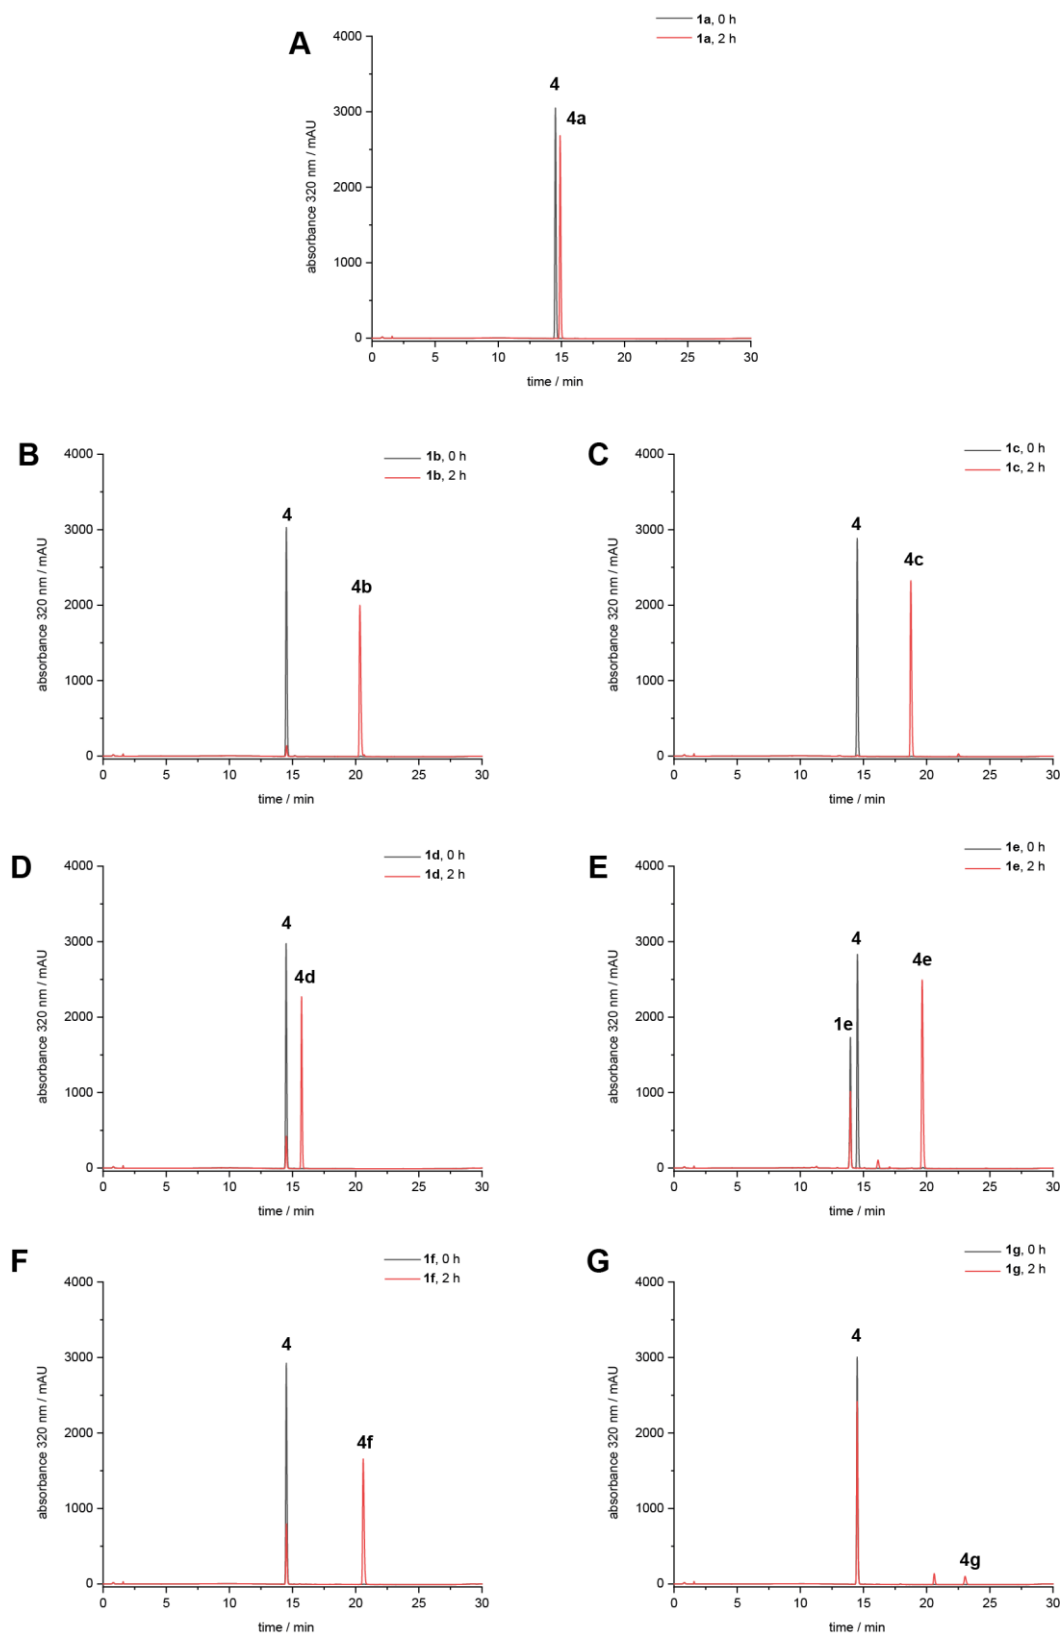 A
1a, 0 h
1a, 2 h
4
4a
absorbance 320 nm / mAU
4000
3000
2000
1000
0
0 5 10 15 20 25 30
time / min
B
1b, 0 h
1b, 2 h
4
4b
absorbance 320 nm / mAU
4000
3000
2000
1000
0
0 5 10 15 20 25 30
time / min
C
1c, 0 h
1c, 2 h
4
4c
absorbance 320 nm / mAU
4000
3000
2000
1000
0
0 5 10 15 20 25 30
time / min
D
1d, 0 h
1d, 2 h
4
4d
absorbance 320 nm / mAU
4000
3000
2000
1000
0
0 5 10 15 20 25 30
time / min
E
1e, 0 h
1e, 2 h
4
4e
1e
absorbance 320 nm / mAU
4000
3000
2000
1000
0
0 5 10 15 20 25 30
time / min
F
1f, 0 h
1f, 2 h
4
4f
absorbance 320 nm / mAU
4000
3000
2000
1000
0
0 5 10 15 20 25 30
time / min
G
1g, 0 h
1g, 2 h
4
4g
absorbance 320 nm / mAU
4000
3000
2000
1000
0
0 5 10 15 20 25 30
time / min